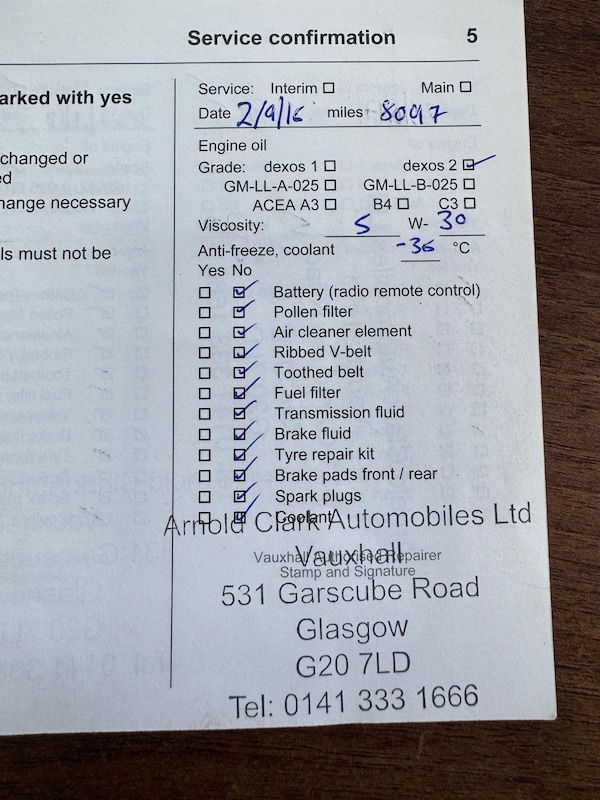 Service confirmation 5
arked with yes
changed or
ed
hange necessary
ls must not be
Service: Interim ☐ Main ☐
Date 2/9/16 miles 8097
Engine oil
Grade: dexos 1 ☐ dexos 2 ☑
GM-LL-A-025 ☐ GM-LL-B-025 ☐
ACEA A3 ☐ B4 ☐ C3 ☐
Viscosity: 5 W- 30
Anti-freeze, coolant -36 °C
Yes No
☐ ☑ Battery (radio remote control)
☐ ☑ Pollen filter
☐ ☑ Air cleaner element
☐ ☑ Ribbed V-belt
☐ ☑ Toothed belt
☐ ☑ Fuel filter
☐ ☑ Transmission fluid
☐ ☑ Brake fluid
☐ ☑ Tyre repair kit
☐ ☑ Brake pads front / rear
☐ ☑ Spark plugs
☐ ☑ Coolant
Arnold Clark Automobiles Ltd
Vauxhall Authorised Repairer
Vauxhall
Stamp and Signature
531 Garscube Road
Glasgow
G20 7LD
Tel: 0141 333 1666